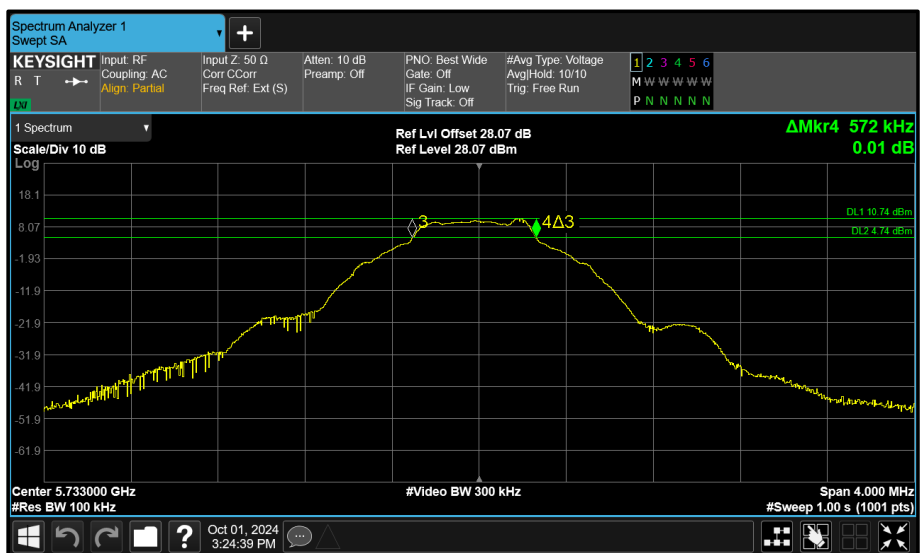 Spectrum Analyzer 1
Swept SA
+
KEYSIGHT
R T
LXI
Input: RF
Coupling: AC
Align: Partial
Input Z: 50 Ω
Corr CCorr
Freq Ref: Ext (S)
Atten: 10 dB
Preamp: Off
PNO: Best Wide
Gate: Off
IF Gain: Low
Sig Track: Off
#Avg Type: Voltage
Avg|Hold: 10/10
Trig: Free Run
1 2 3 4 5 6
M W W W W W
P N N N N N
1 Spectrum
Scale/Div 10 dB
Log
Ref Lvl Offset 28.07 dB
Ref Level 28.07 dBm
ΔMkr4 572 kHz
0.01 dB
18.1
8.07
-1.93
-11.9
-21.9
-31.9
-41.9
-51.9
-61.9
3
4Δ3
DL1 10.74 dBm
DL2 4.74 dBm
Center 5.733000 GHz
#Res BW 100 kHz
#Video BW 300 kHz
Span 4.000 MHz
#Sweep 1.00 s (1001 pts)
?
Oct 01, 2024
3:24:39 PM